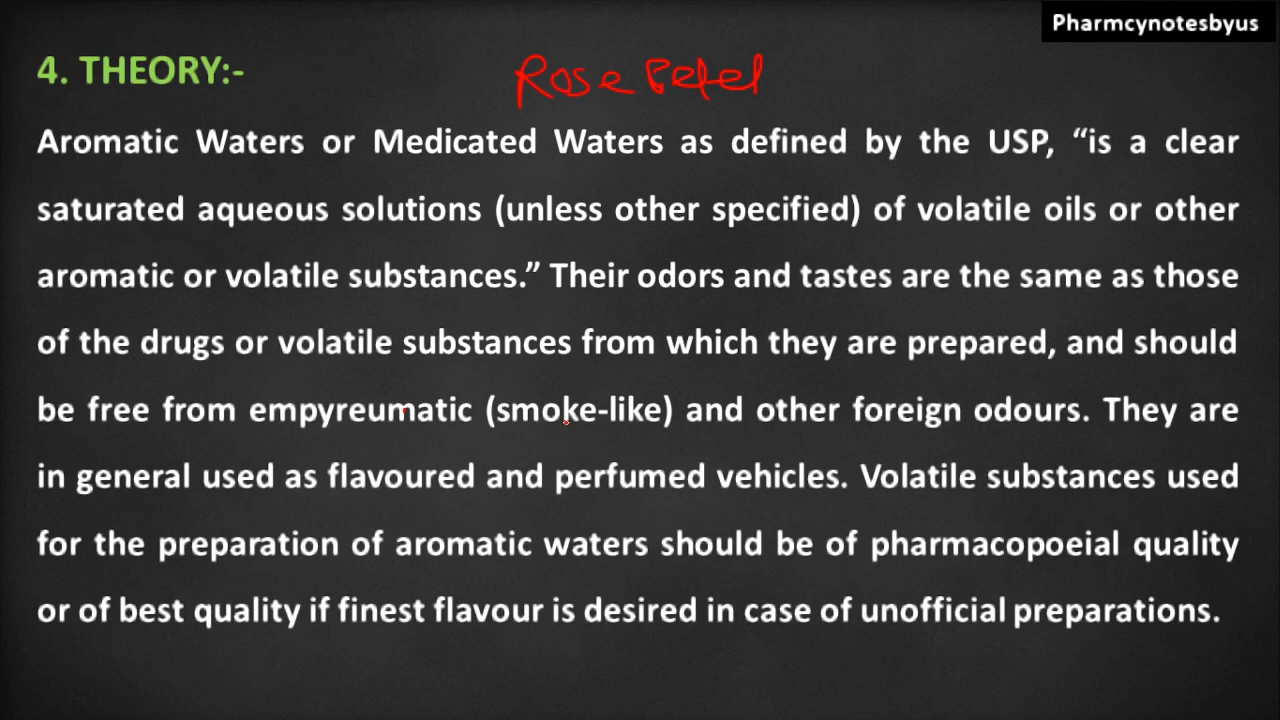 Pharmcynotesbyus
4. THEORY:-
Rose Petel
Aromatic Waters or Medicated Waters as defined by the USP, “is a clear
saturated aqueous solutions (unless other specified) of volatile oils or other
aromatic or volatile substances.” Their odors and tastes are the same as those
of the drugs or volatile substances from which they are prepared, and should
be free from empyreumatic (smoke-like) and other foreign odours. They are
in general used as flavoured and perfumed vehicles. Volatile substances used
for the preparation of aromatic waters should be of pharmacopoeial quality
or of best quality if finest flavour is desired in case of unofficial preparations.